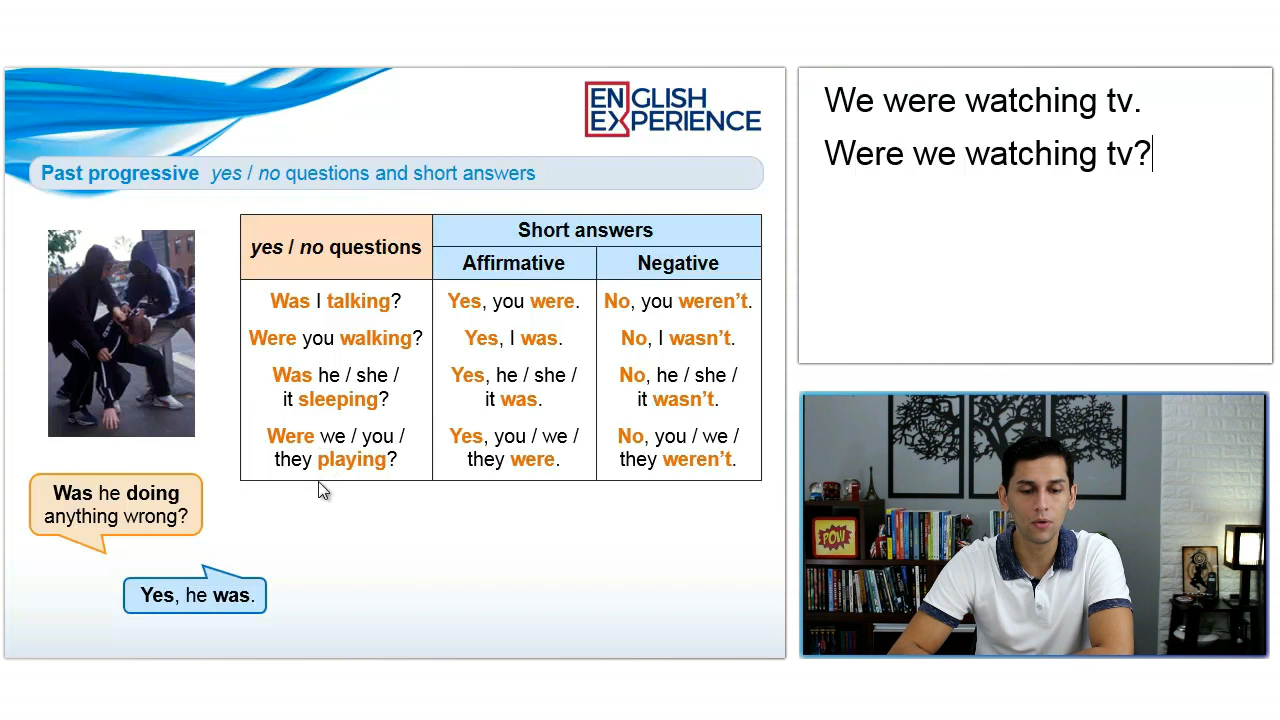 ENGLISH
EXPERIENCE
Past progressive yes / no questions and short answers
yes / no questions
Short answers
Affirmative
Negative
Was I talking?
Yes, you were.
No, you weren't.
Were you walking?
Yes, I was.
No, I wasn't.
Was he / she /
it sleeping?
Yes, he / she /
it was.
No, he / she /
it wasn't.
Were we / you /
they playing?
Yes, you / we /
they were.
No, you / we /
they weren't.
Was he doing
anything wrong?
Yes, he was.
We were watching tv.
Were we watching tv?
POW